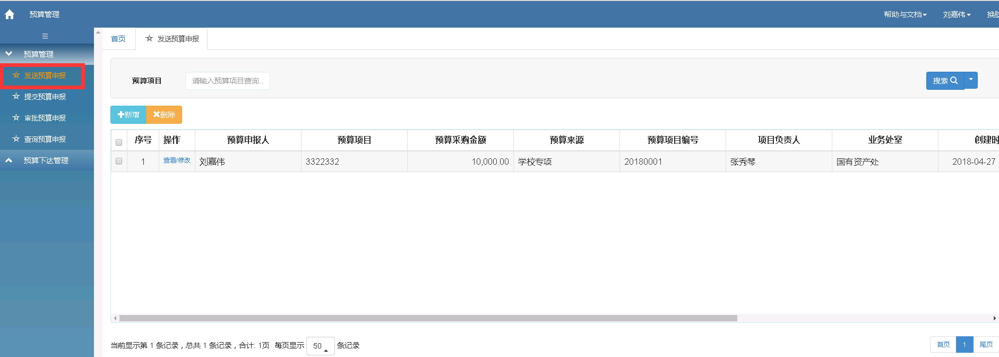 预算管理
帮助与文档
刘嘉伟
换肤
预算管理
发送预算申报
提交预算申报
审批预算申报
查询预算申报
预算下达管理
首页
发送预算申报
预算项目
请输入预算项目查询..
搜索
新增
删除
序号 操作 预算申报人 预算项目 预算采购金额 预算来源 预算项目编号 项目负责人 业务处室 创建时
1 查看/修改 刘嘉伟 3322332 10,000.00 学校专项 20180001 张秀琴 国有资产处 2018-04-27
当前显示第 1 条记录，总共 1 条记录，合计: 1页 每页显示 50 条记录
首页 1 尾页